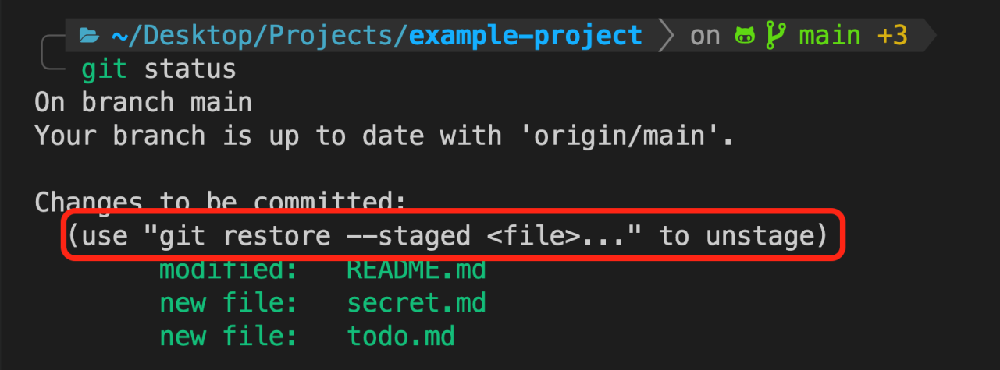 ~/Desktop/Projects/example-project on main +3
git status
On branch main
Your branch is up to date with 'origin/main'.
Changes to be committed:
(use "git restore --staged <file>..." to unstage)
modified: README.md
new file: secret.md
new file: todo.md